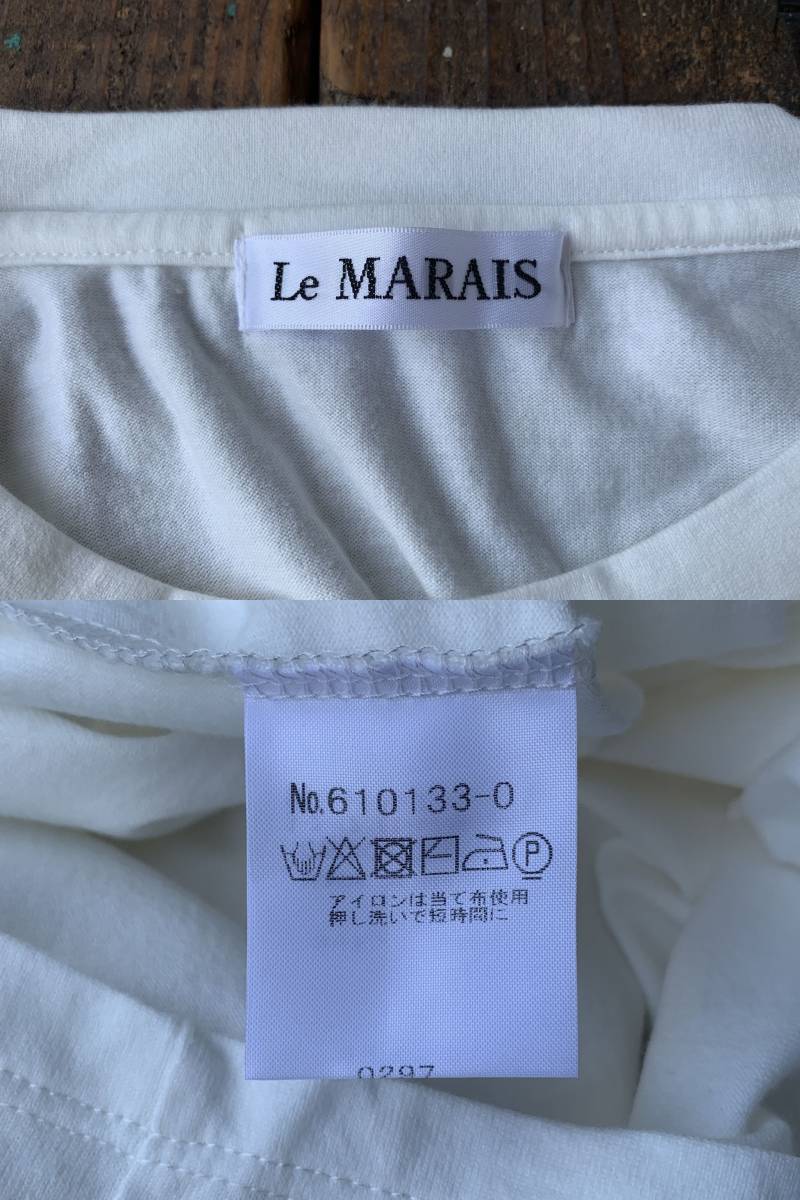 Le MARAIS
No.610133-0
P
アイロンは当て布使用
押し洗いで短時間に
0297